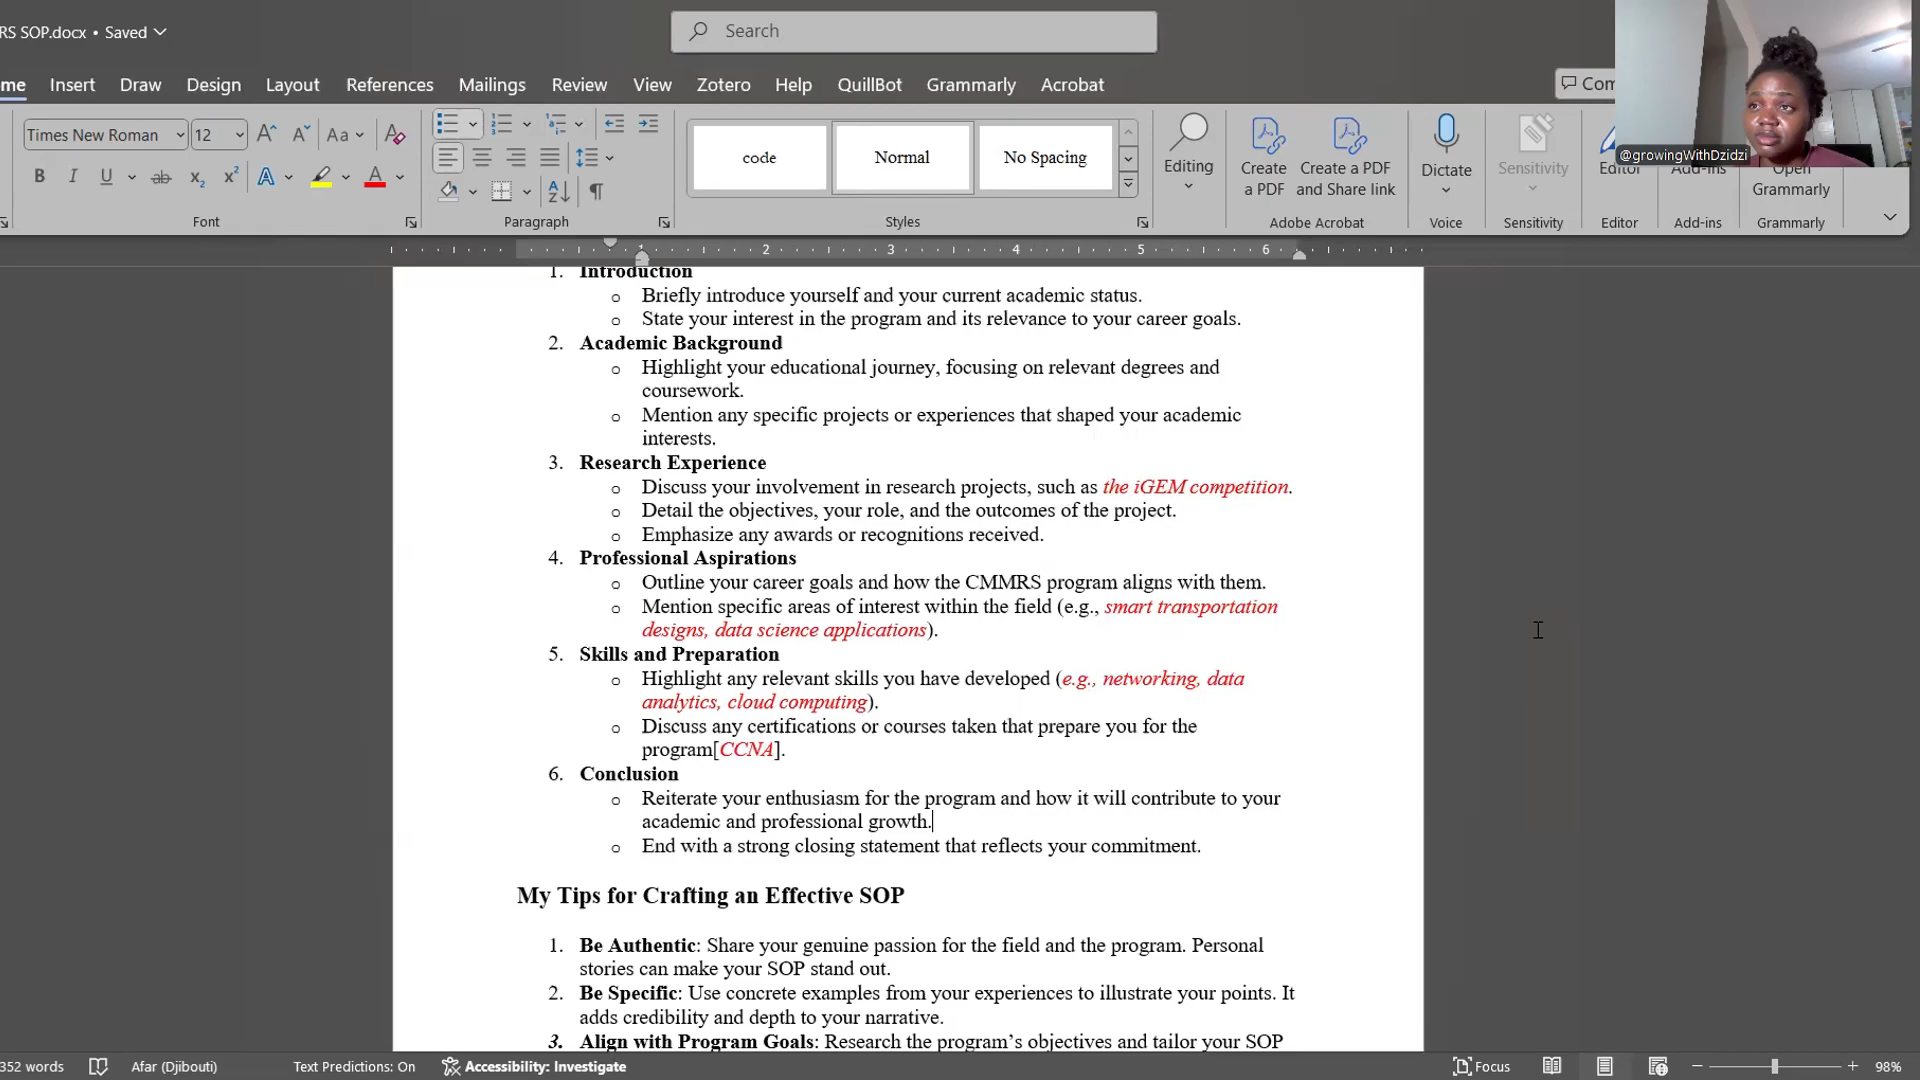 RS SOP.docx • Saved
Search
me Insert Draw Design Layout References Mailings Review View Zotero Help QuillBot Grammarly Acrobat
@growingWithDzidzi
Times New Roman 12
code Normal No Spacing
Editing
Create a PDF
Create a PDF and Share link
Dictate
Sensitivity
Editor
Add-ins
Open Grammarly
Font Paragraph Styles Adobe Acrobat Voice Sensitivity Editor Add-ins Grammarly
1 2 3 4 5 6
1. Introduction
o Briefly introduce yourself and your current academic status.
o State your interest in the program and its relevance to your career goals.
2. Academic Background
o Highlight your educational journey, focusing on relevant degrees and
coursework.
o Mention any specific projects or experiences that shaped your academic
interests.
3. Research Experience
o Discuss your involvement in research projects, such as the iGEM competition.
o Detail the objectives, your role, and the outcomes of the project.
o Emphasize any awards or recognitions received.
4. Professional Aspirations
o Outline your career goals and how the CMMRS program aligns with them.
o Mention specific areas of interest within the field (e.g., smart transportation
designs, data science applications).
5. Skills and Preparation
o Highlight any relevant skills you have developed (e.g., networking, data
analytics, cloud computing).
o Discuss any certifications or courses taken that prepare you for the
program[CCNA].
6. Conclusion
o Reiterate your enthusiasm for the program and how it will contribute to your
academic and professional growth.
o End with a strong closing statement that reflects your commitment.
My Tips for Crafting an Effective SOP
1. Be Authentic: Share your genuine passion for the field and the program. Personal
stories can make your SOP stand out.
2. Be Specific: Use concrete examples from your experiences to illustrate your points. It
adds credibility and depth to your narrative.
3. Align with Program Goals: Research the program’s objectives and tailor your SOP
352 words Afar (Djibouti) Text Predictions: On Accessibility: Investigate Focus 98%